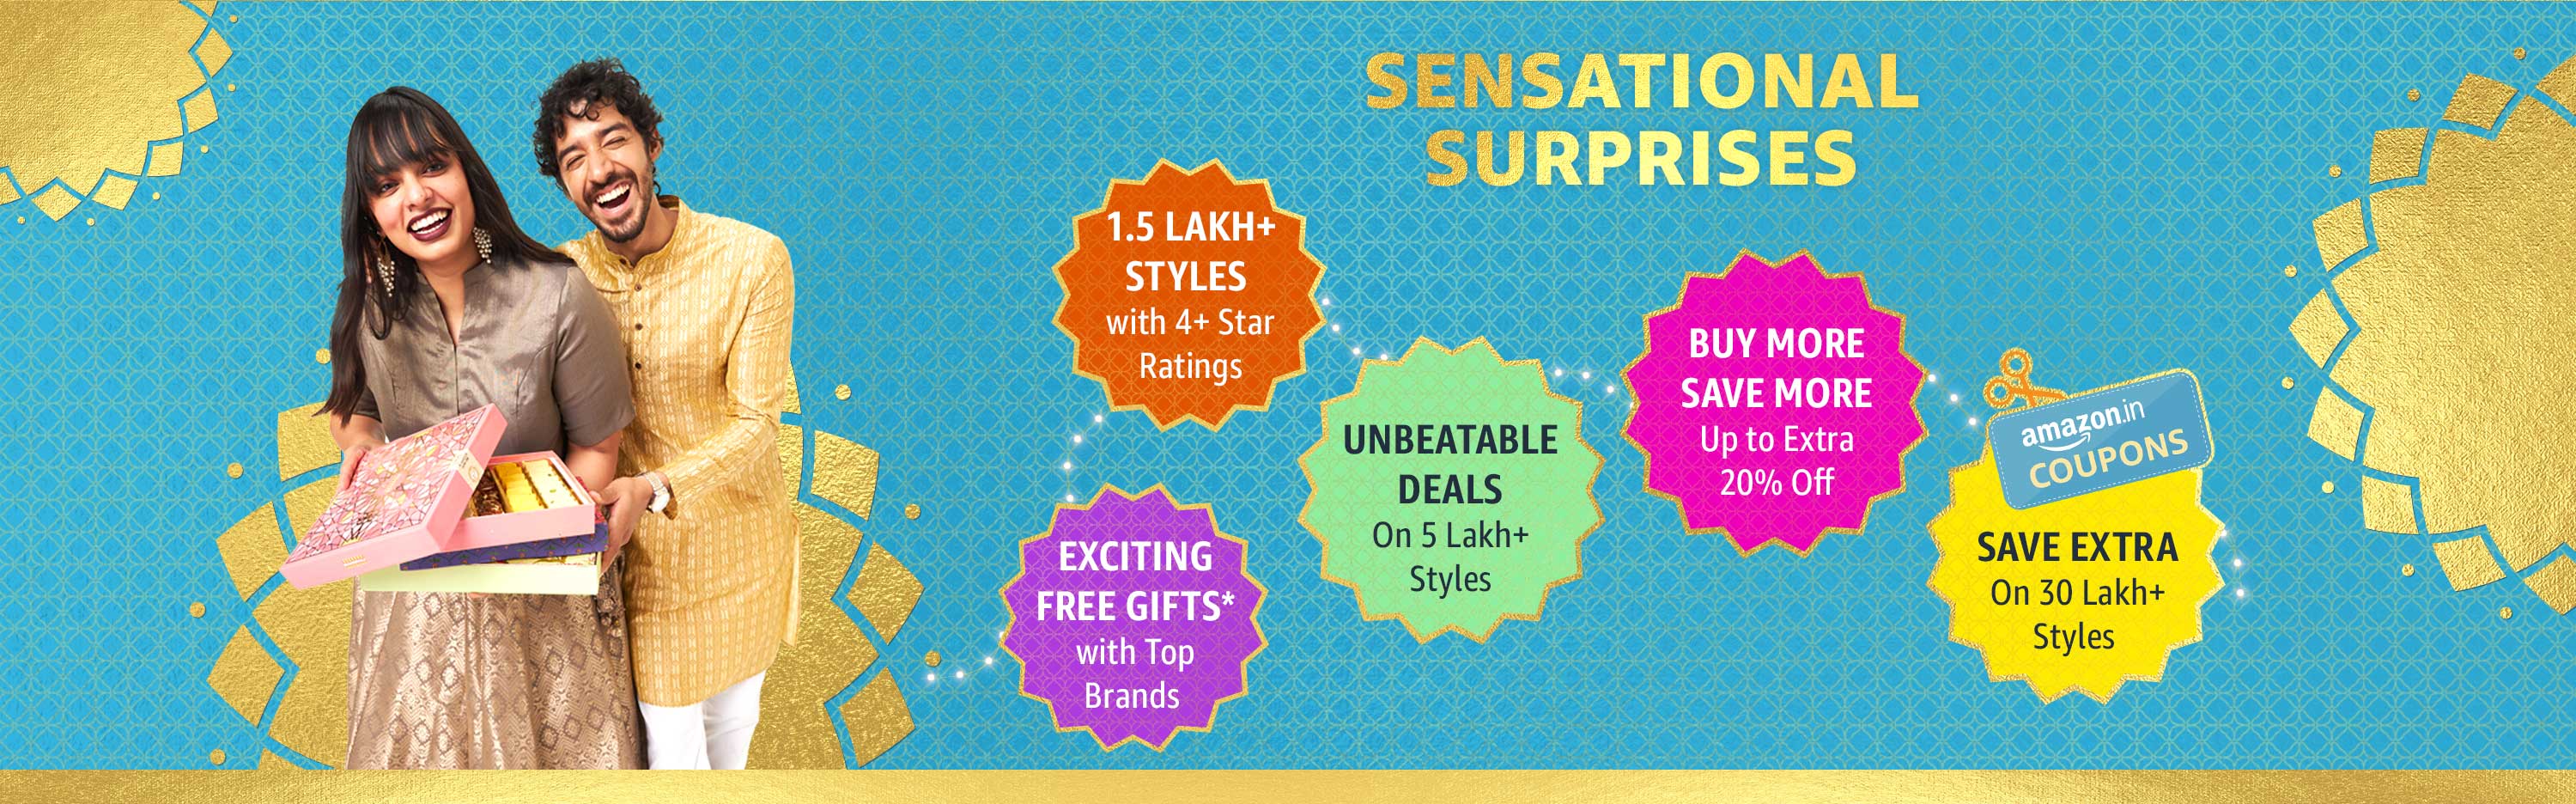 SENSATIONAL
SURPRISES
EXCITING
FREE GIFTS*
with Top
Brands
1.5 LAKH+
STYLES
with 4+ Star
Ratings
UNBEATABLE
DEALS
On 5 Lakh+
Styles
BUY MORE
SAVE MORE
Up to Extra
20% Off
amazon.in
COUPONS
SAVE EXTRA
On 30 Lakh+
Styles